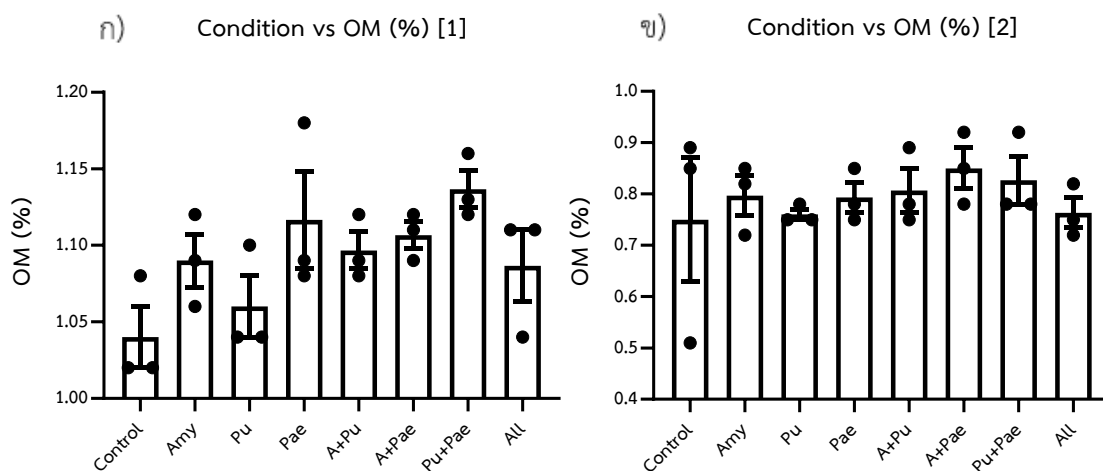 ก) Condition vs OM (%) [1]
OM (%)
1.20
1.15
1.10
1.05
1.00
Control
Amy
Pu
Pae
A+Pu
A+Pae
Pu+Pae
All
ข) Condition vs OM (%) [2]
OM (%)
1.0
0.9
0.8
0.7
0.6
0.5
0.4
Control
Amy
Pu
Pae
A+Pu
A+Pae
Pu+Pae
All